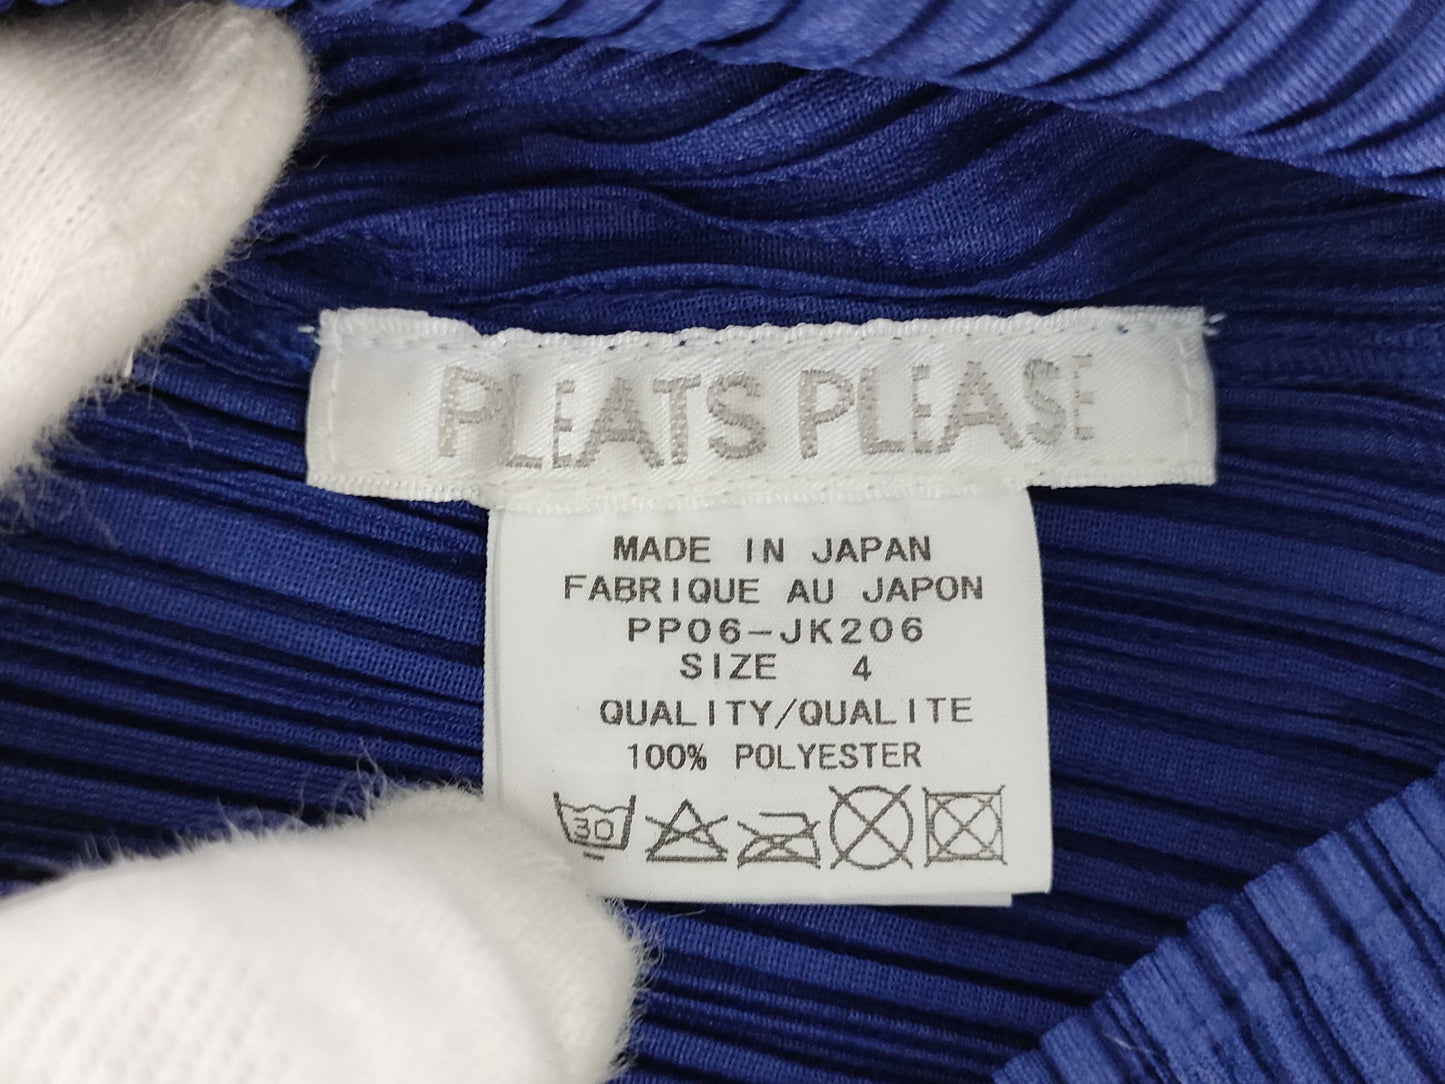 PLEATS PLEASE
MADE IN JAPAN
FABRIQUE AU JAPON
PP06-JK206
SIZE 4
QUALITY/QUALITE
100% POLYESTER
30